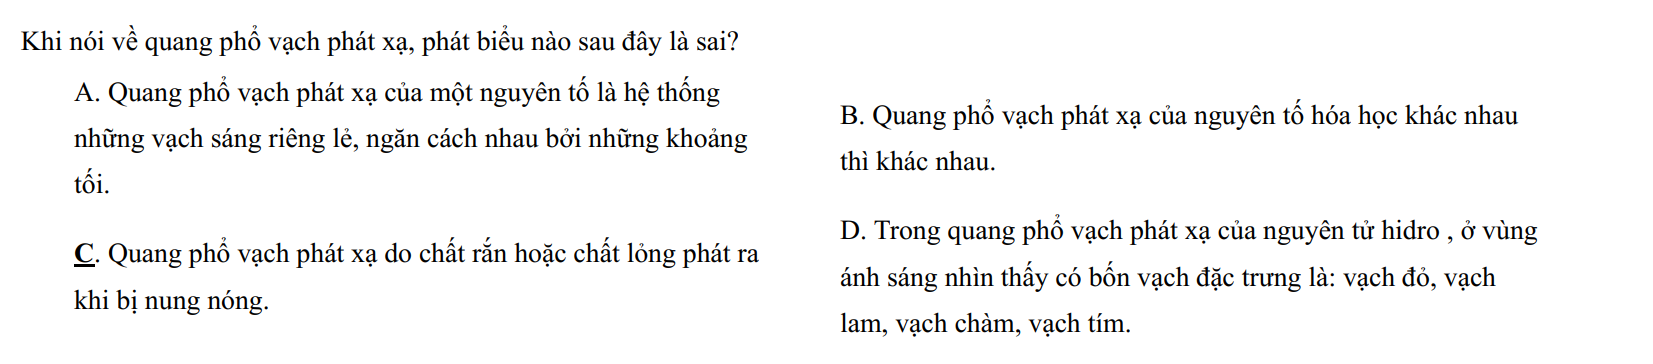 Khi nói về quang phổ vạch phát xạ, phát biểu nào sau đây là sai?
A. Quang phổ vạch phát xạ của một nguyên tố là hệ thống
những vạch sáng riêng lẻ, ngăn cách nhau bởi những khoảng
tối.
B. Quang phổ vạch phát xạ của nguyên tố hóa học khác nhau
thì khác nhau.
C. Quang phổ vạch phát xạ do chất rắn hoặc chất lỏng phát ra
khi bị nung nóng.
D. Trong quang phổ vạch phát xạ của nguyên tử hidro , ở vùng
ánh sáng nhìn thấy có bốn vạch đặc trưng là: vạch đỏ, vạch
lam, vạch chàm, vạch tím.